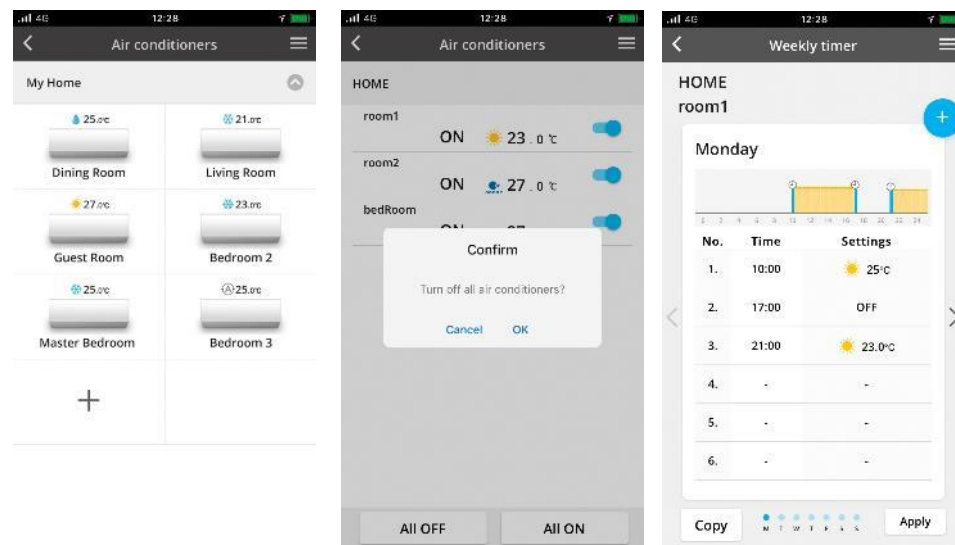 4G 12:28
Air conditioners
My Home
25.0℃ 21.0℃
Dining Room Living Room
27.0℃ 23.0℃
Guest Room Bedroom 2
25.0℃ A 25.0℃
Master Bedroom Bedroom 3
+
4G 12:28
Air conditioners
HOME
room1
ON 23.0℃
room2
ON 27.0℃
bedRoom
Confirm
Turn off all air conditioners?
Cancel OK
All OFF All ON
4G 12:28
Weekly timer
HOME
room1
+
Monday
No. Time Settings
1. 10:00 25℃
2. 17:00 OFF
3. 21:00 23.0℃
4. - -
5. - -
6. - -
M T W T F S S
Copy Apply